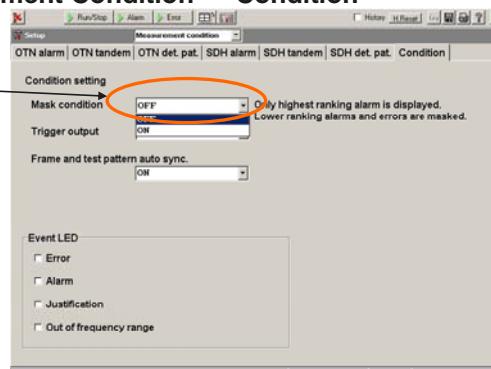 Run/Stop Alarm Error History H.Reset
Setup Measurement condition
OTN alarm OTN tandem OTN det. pat. SDH alarm SDH tandem SDH det. pat. Condition
Condition setting
Mask condition OFF Only highest ranking alarm is displayed.
OFF Lower ranking alarms and errors are masked.
Trigger output ON
Frame and test pattern auto sync.
ON
Event LED
Error
Alarm
Justification
Out of frequency range